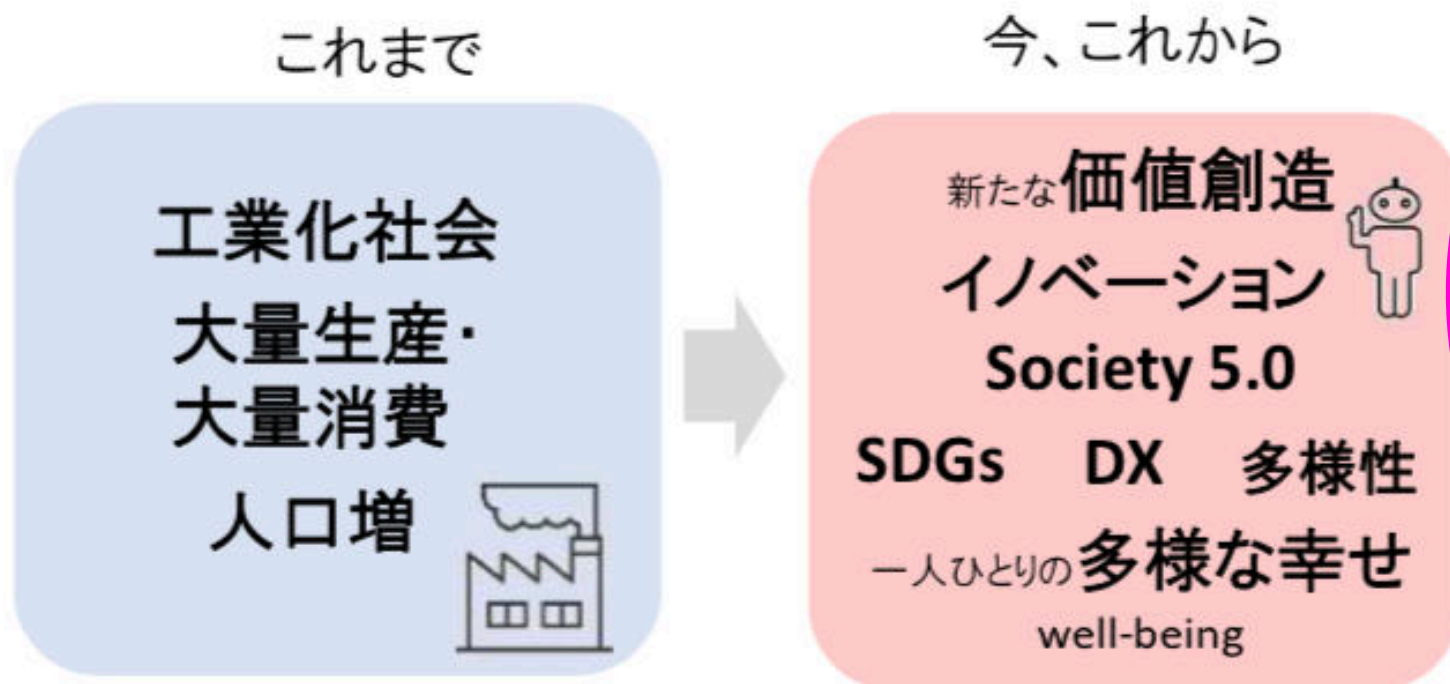 これまで
工業化社会
大量生産・
大量消費
人口増
今、これから
新たな価値創造
イノベーション
Society 5.0
SDGs DX 多様性
一人ひとりの多様な幸せ
well-being